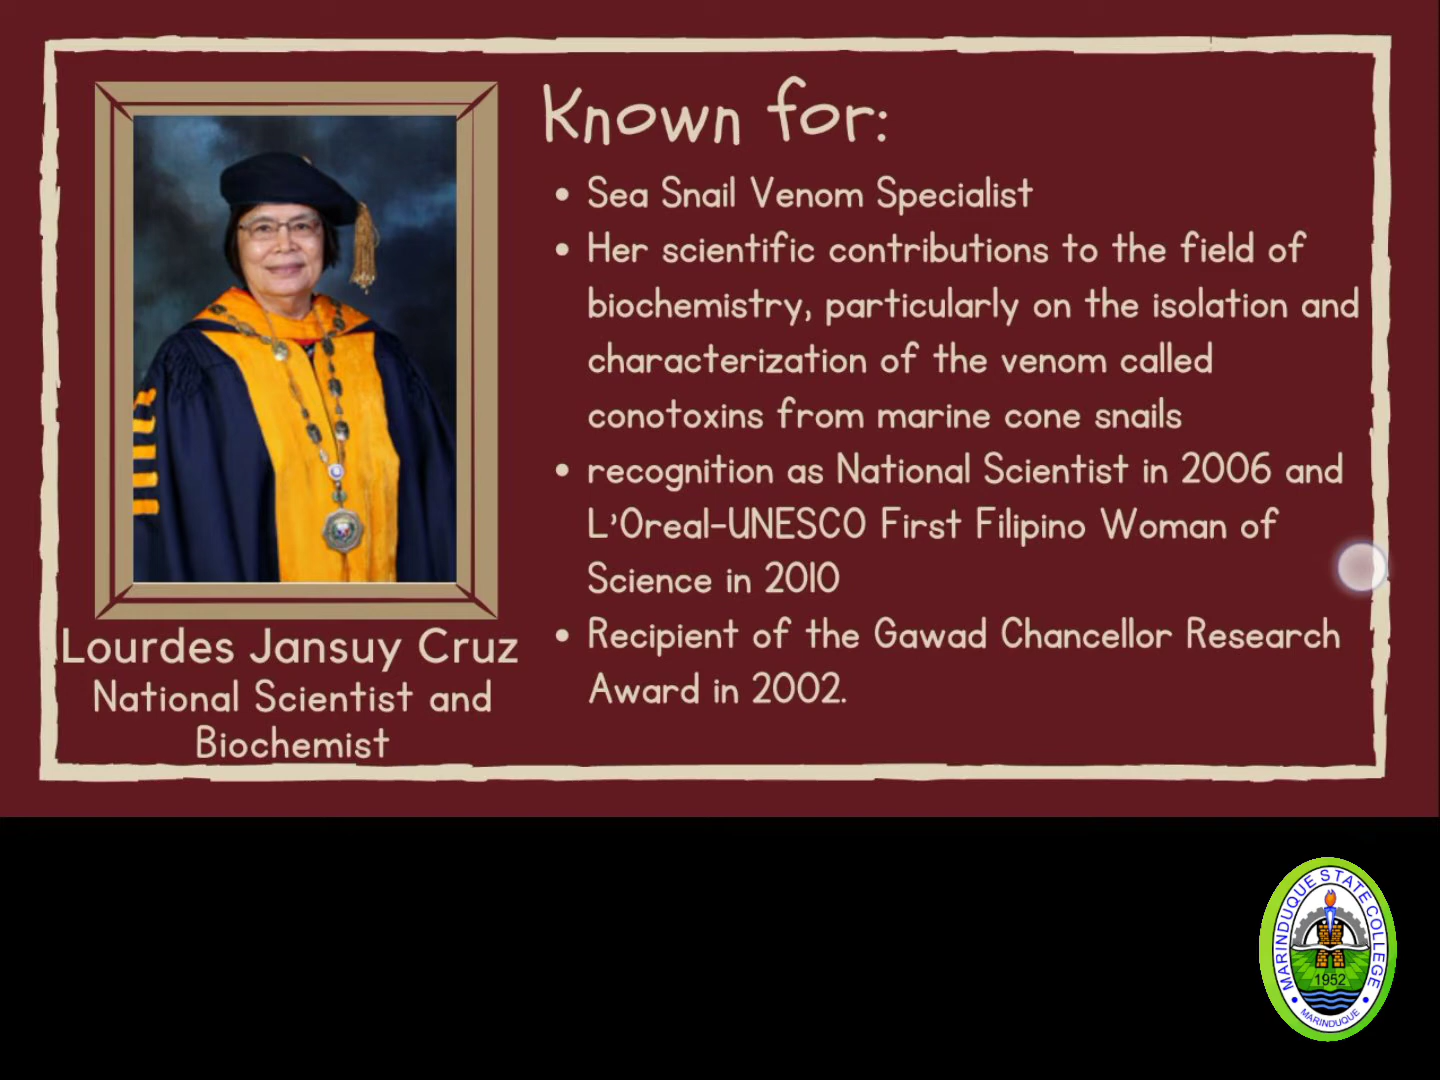 Known for:
• Sea Snail Venom Specialist
• Her scientific contributions to the field of
biochemistry, particularly on the isolation and
characterization of the venom called
conotoxins from marine cone snails
• recognition as National Scientist in 2006 and
L'Oreal-UNESCO First Filipino Woman of
Science in 2010
• Recipient of the Gawad Chancellor Research
Award in 2002.
Lourdes Jansuy Cruz
National Scientist and
Biochemist
MARINDUQUE STATE COLLEGE
1952
MARINDUQUE